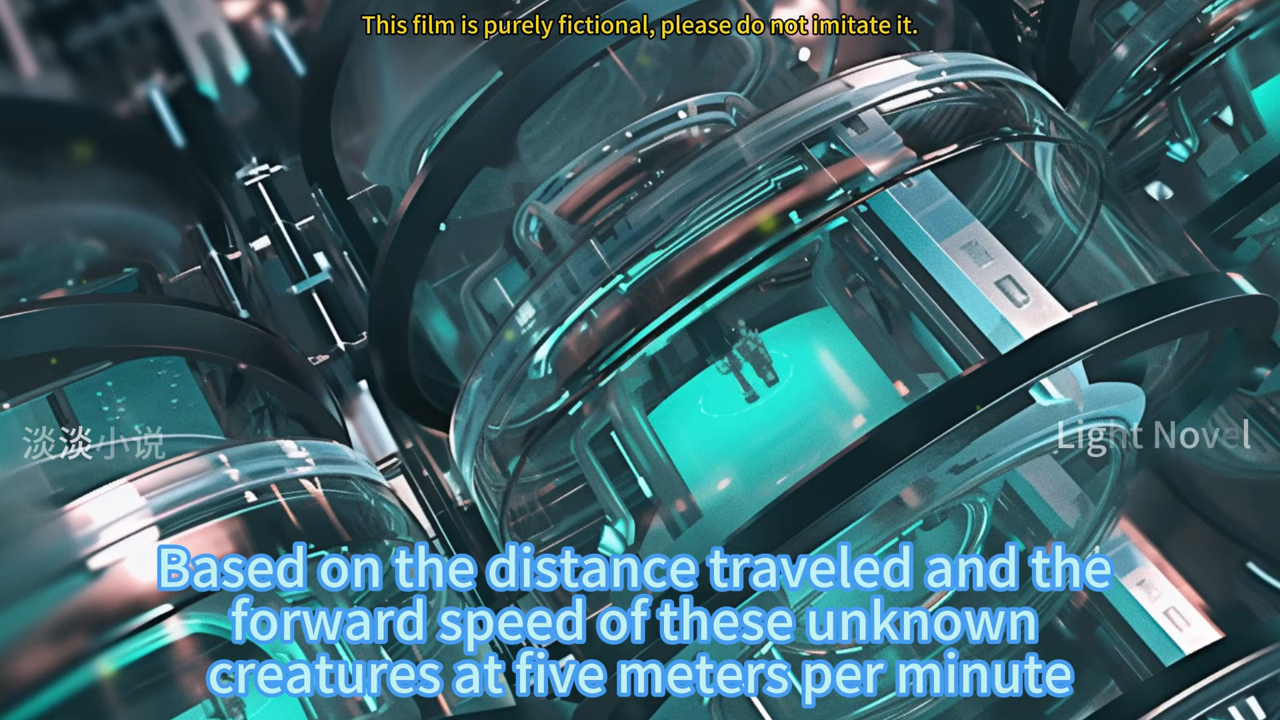 This film is purely fictional, please do not imitate it.
淡淡小说
Light Novel
Based on the distance traveled and the
forward speed of these unknown
creatures at five meters per minute